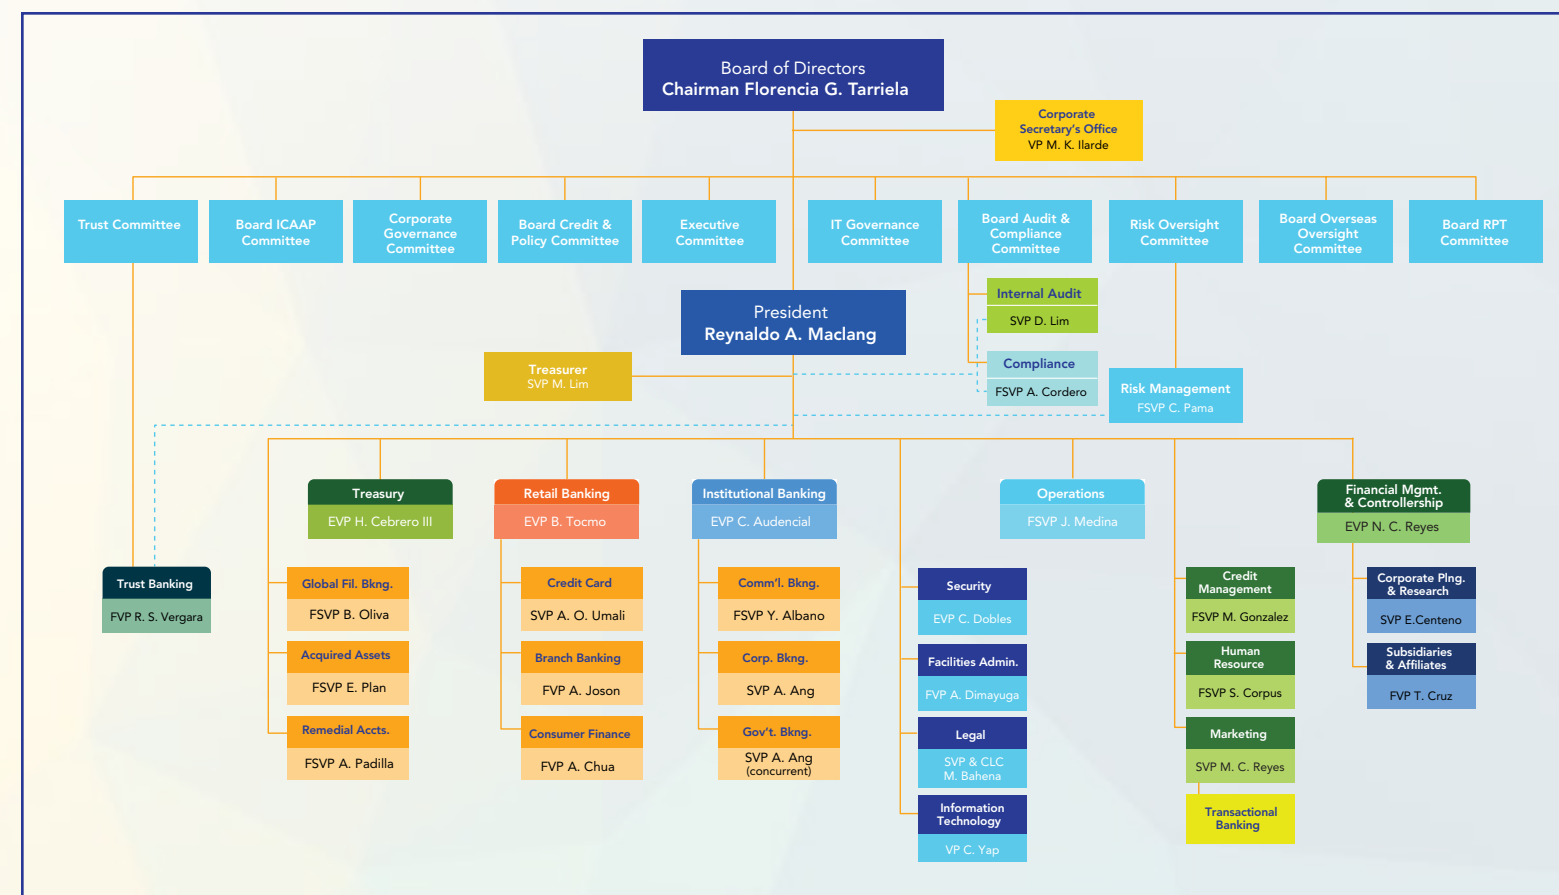 Board of Directors
Chairman Florencia G. Tarriela
Corporate
Secretary's Office
VP M. K. Ilarde
Trust Committee
Board ICAAP
Committee
Corporate
Governance
Committee
Board Credit &
Policy Committee
Executive
Committee
IT Governance
Committee
Board Audit &
Compliance
Committee
Risk Oversight
Committee
Board Overseas
Oversight
Committee
Board RPT
Committee
Internal Audit
SVP D. Lim
President
Reynaldo A. Maclang
Compliance
FSVP A. Cordero
Treasurer
SVP M. Lim
Risk Management
FSVP C. Pama
Treasury
EVP H. Cebrero III
Retail Banking
EVP B. Tocmo
Institutional Banking
EVP C. Audencial
Operations
FSVP J. Medina
Financial Mgmt.
& Controllership
EVP N. C. Reyes
Trust Banking
FVP R. S. Vergara
Global Fil. Bkng.
FSVP B. Oliva
Acquired Assets
FSVP E. Plan
Remedial Accts.
FSVP A. Padilla
Credit Card
SVP A. O. Umali
Branch Banking
FVP A. Joson
Consumer Finance
FVP A. Chua
Comm'l. Bkng.
FSVP Y. Albano
Corp. Bkng.
SVP A. Ang
Gov't. Bkng.
SVP A. Ang
(concurrent)
Security
EVP C. Dobles
Facilities Admin.
FVP A. Dimayuga
Legal
SVP & CLC
M. Bahena
Information
Technology
VP C. Yap
Credit
Management
FSVP M. Gonzalez
Human
Resource
FSVP S. Corpus
Marketing
SVP M. C. Reyes
Transactional
Banking
Corporate Plng.
& Research
SVP E.Centeno
Subsidiaries
& Affiliates
FVP T. Cruz